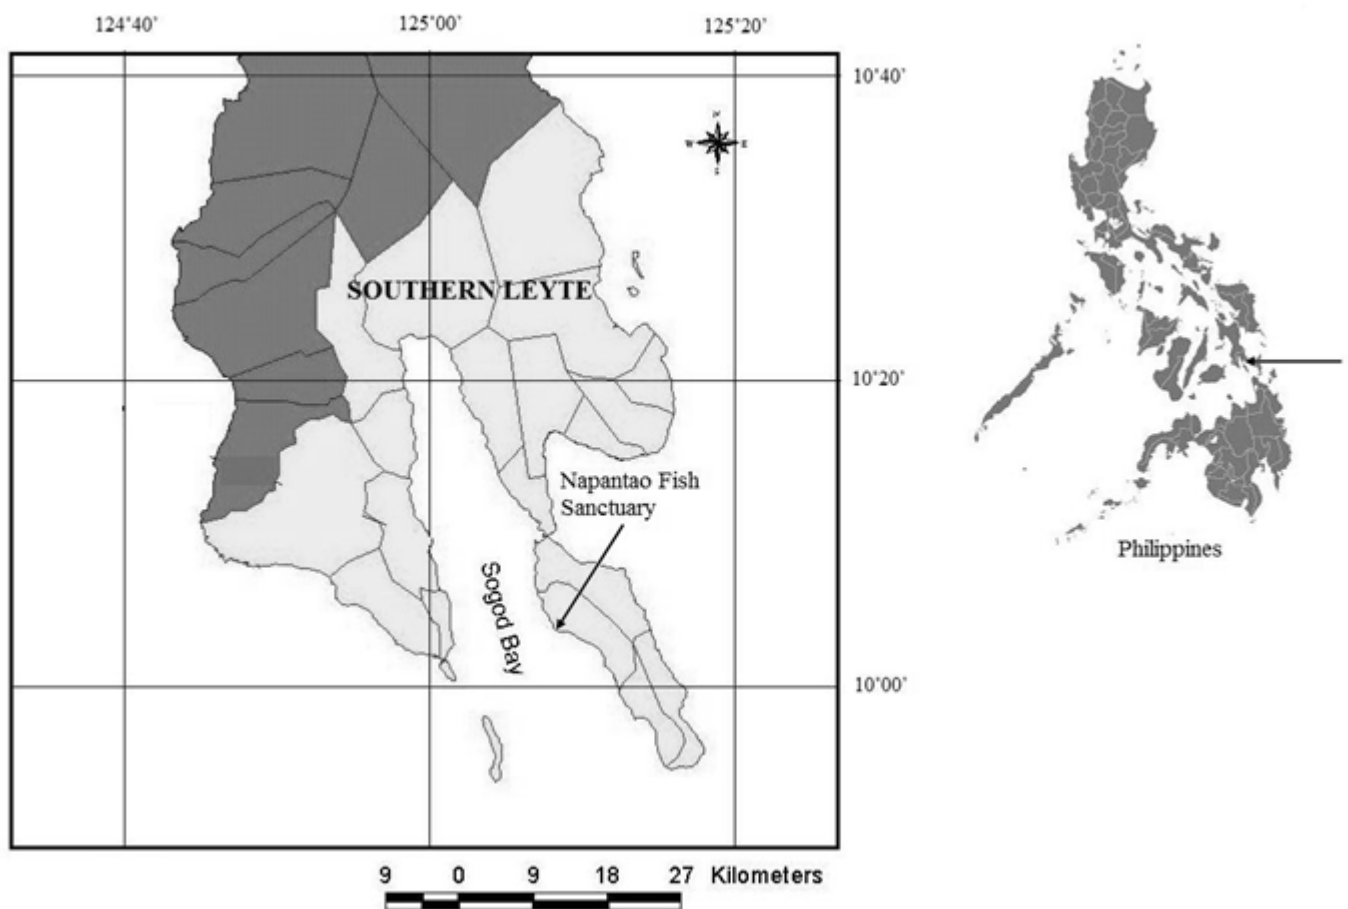 124°40' 125°00' 125°20'
10°40'
N
W E
S
SOUTHERN LEYTE
10°20'
Napantao Fish
Sanctuary
Philippines
Sogod Bay
10°00'
9 0 9 18 27 Kilometers